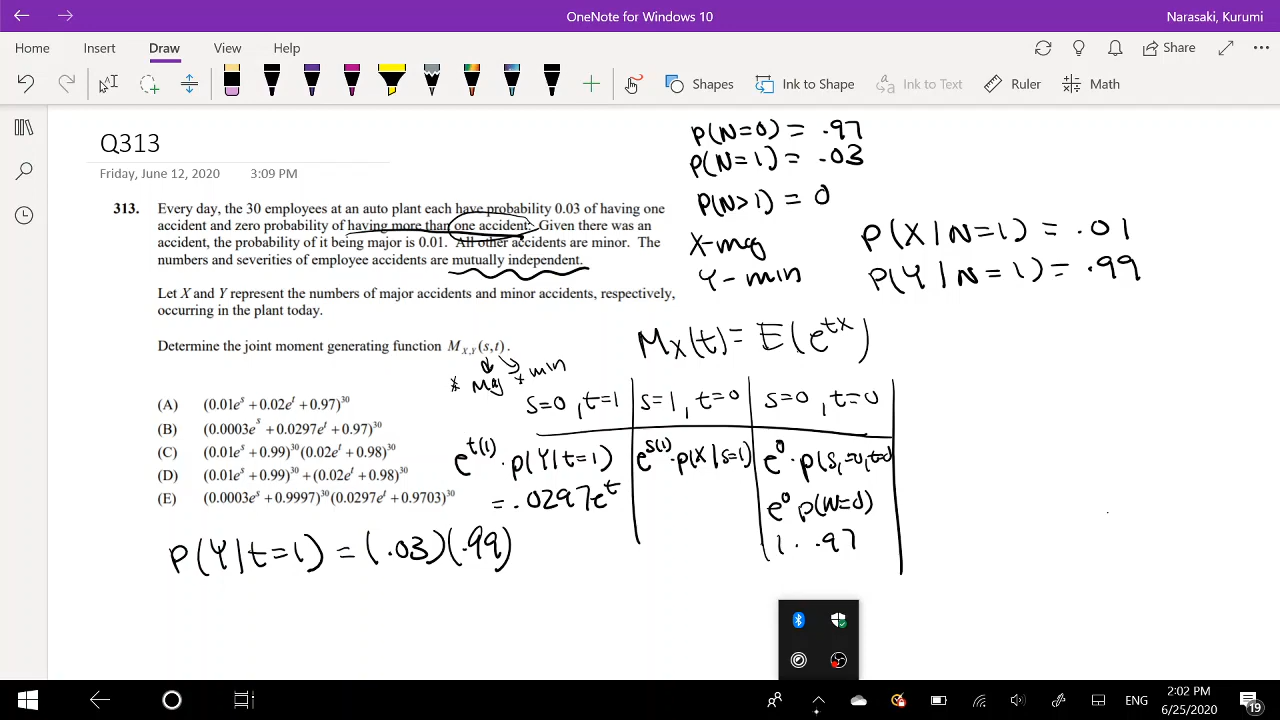 OneNote for Windows 10
Narasaki, Kurumi
Home Insert Draw View Help
Share
Shapes Ink to Shape Ink to Text Ruler Math
Q313
Friday, June 12, 2020 3:09 PM
313. Every day, the 30 employees at an auto plant each have probability 0.03 of having one
accident and zero probability of having more than one accident. Given there was an
accident, the probability of it being major is 0.01. All other accidents are minor. The
numbers and severities of employee accidents are mutually independent.
Let X and Y represent the numbers of major accidents and minor accidents, respectively,
occurring in the plant today.
Determine the joint moment generating function M_{X,Y}(s,t).
(A) (0.01e^s + 0.02e^t + 0.97)^30
(B) (0.0003e^s + 0.0297e^t + 0.97)^30
(C) (0.01e^s + 0.99)^30 (0.02e^t + 0.98)^30
(D) (0.01e^s + 0.99)^30 + (0.02e^t + 0.98)^30
(E) (0.0003e^s + 0.9997)^30 (0.0297e^t + 0.9703)^30
P(N=0) = .97
P(N=1) = .03
P(N>1) = 0
X-maj
Y-min
P(X|N=1) = .01
P(Y|N=1) = .99
M_X(t) = E(e^{tX})
* maj * min
s=0, t=1 s=1, t=0 s=0, t=0
e^{t(1)} · P(Y|t=1) e^{s(1)} · P(X|s=1) e^0 · P(s=0, t=0)
= .0297e^t e^0 P(N=0)
1 · .97
P(Y|t=1) = (.03)(.99)
ENG
2:02 PM
6/25/2020
19